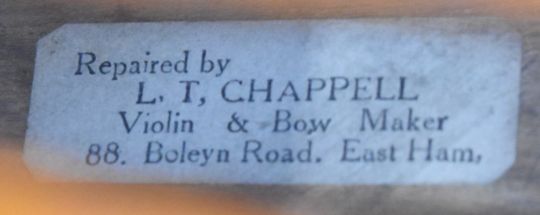 Repaired by
L. T, CHAPPELL
Violin & Bow Maker
88. Boleyn Road. East Ham,